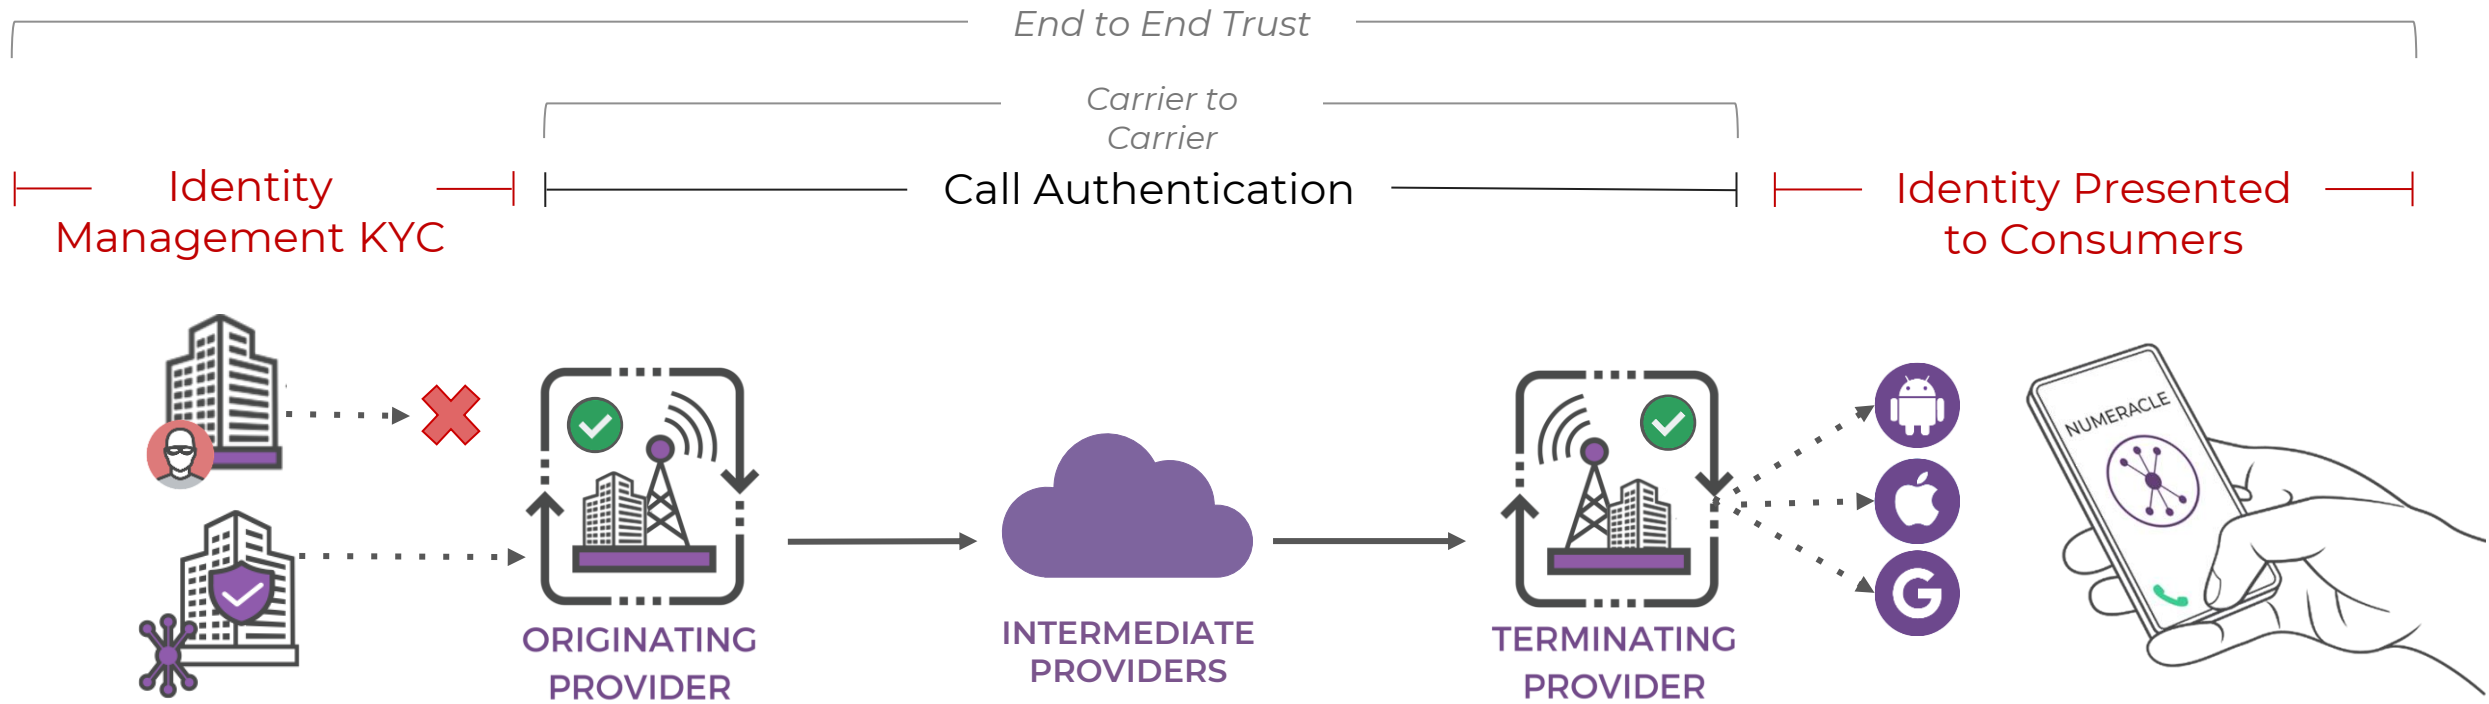 End to End Trust
Carrier to
Carrier
Identity
Management KYC
Call Authentication
Identity Presented
to Consumers
NUMERACLE
ORIGINATING
PROVIDER
INTERMEDIATE
PROVIDERS
TERMINATING
PROVIDER